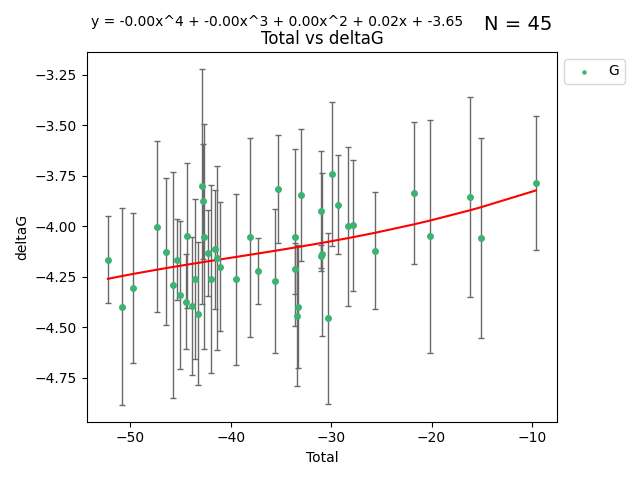 y = -0.00x^4 + -0.00x^3 + 0.00x^2 + 0.02x + -3.65
N = 45
Total vs deltaG
G
deltaG
−3.25
−3.50
−3.75
−4.00
−4.25
−4.50
−4.75
−50 −40 −30 −20 −10
Total